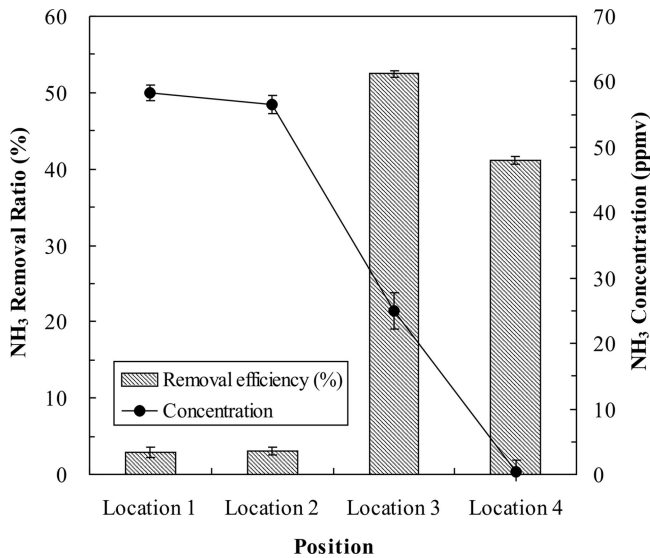 60
50
40
30
20
10
0
NH₃ Removal Ratio (%)
70
60
50
40
30
20
10
0
NH₃ Concentration (ppmv)
Removal efficiency (%)
Concentration
Location 1 Location 2 Location 3 Location 4
Position